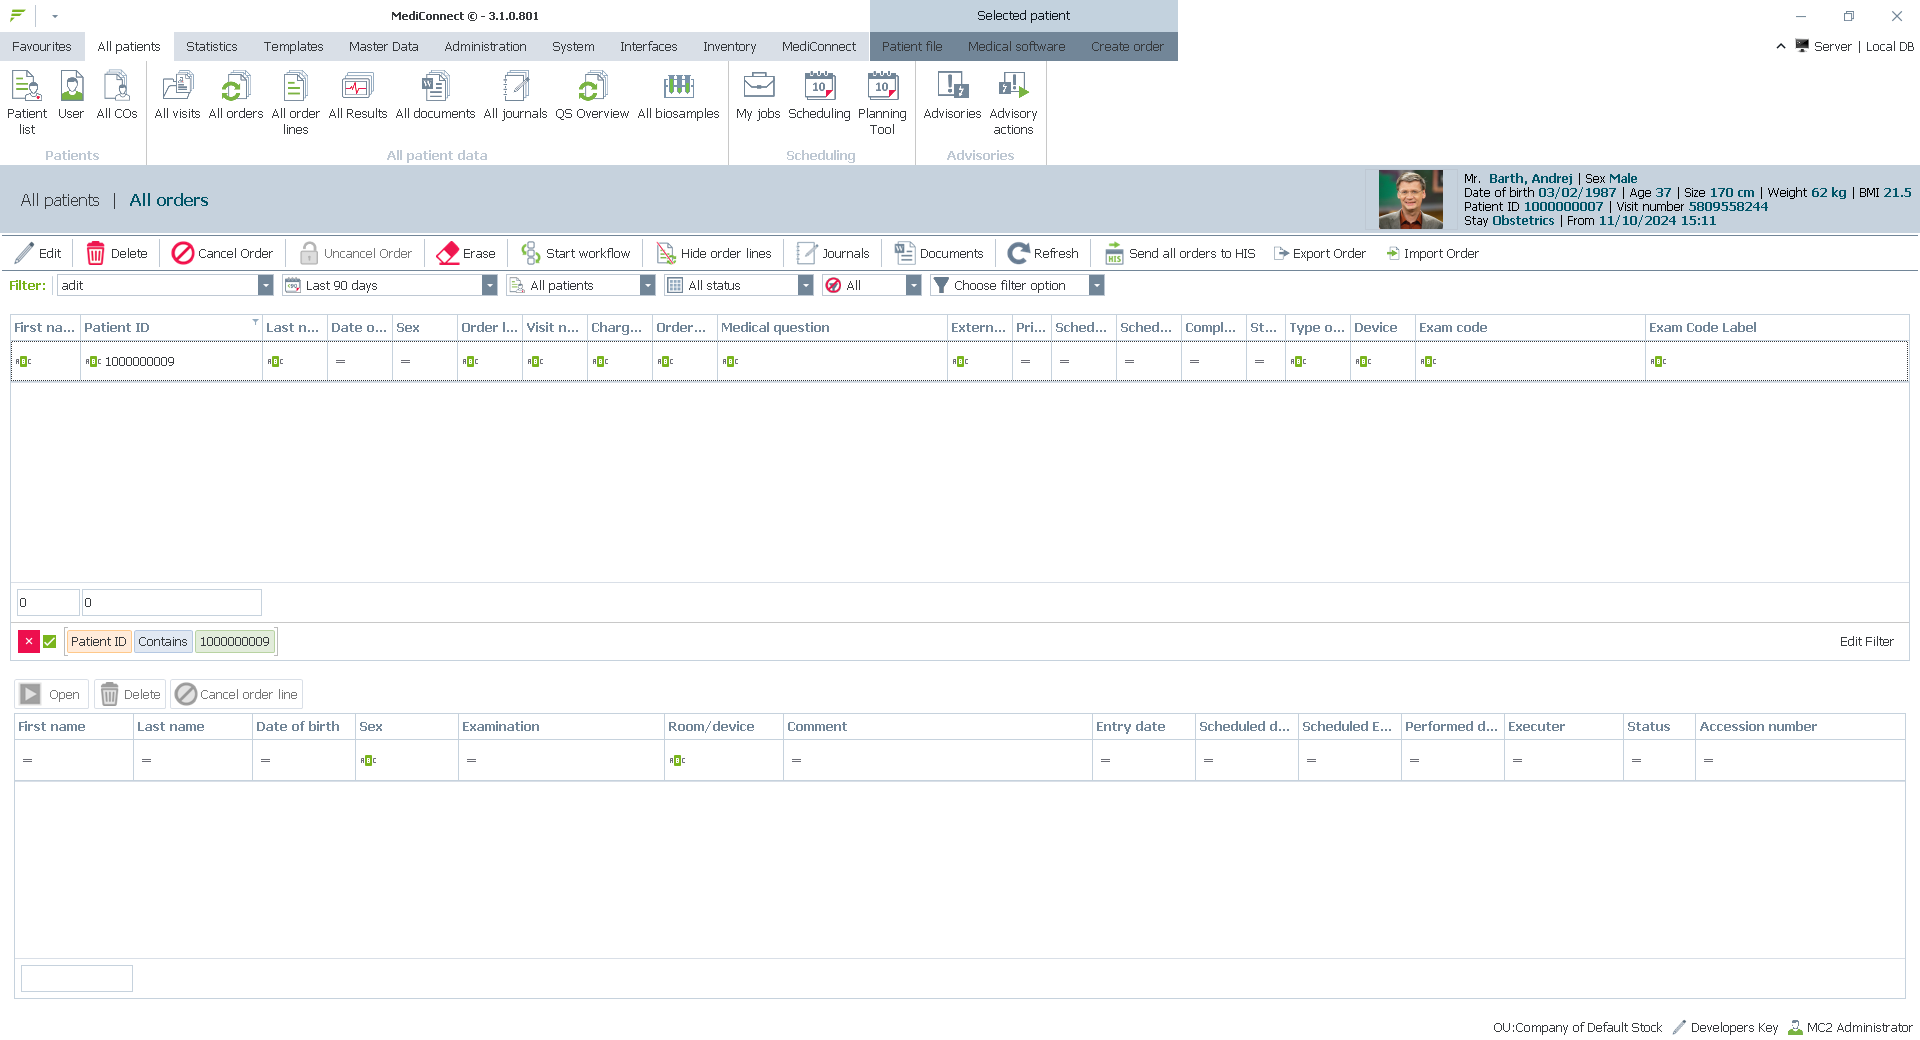 MediConnect © - 3.1.0.801
Selected patient
Favourites All patients Statistics Templates Master Data Administration System Interfaces Inventory MediConnect Patient file Medical software Create order
Server | Local DB
Patient list
User
All COs
All visits
All orders
All order lines
All Results
All documents
All journals
QS Overview
All biosamples
My jobs
Scheduling
Planning Tool
Advisories
Advisory actions
Patients
All patient data
Scheduling
Advisories
All patients | All orders
Mr. Barth, Andrej | Sex Male
Date of birth 03/02/1987 | Age 37 | Size 170 cm | Weight 62 kg | BMI 21.5
Patient ID 1000000007 | Visit number 5809558244
Stay Obstetrics | From 11/10/2024 15:11
Edit Delete Cancel Order Uncancel Order Erase Start workflow Hide order lines Journals Documents Refresh Send all orders to HIS Export Order Import Order
Filter: adit Last 90 days All patients All status All Choose filter option
First na... Patient ID Last n... Date o... Sex Order l... Visit n... Charg... Order... Medical question Extern... Pri... Sched... Sched... Compl... St... Type o... Device Exam code Exam Code Label
1000000009
0 0
Patient ID Contains 1000000009
Edit Filter
Open Delete Cancel order line
First name Last name Date of birth Sex Examination Room/device Comment Entry date Scheduled d... Scheduled E... Performed d... Executer Status Accession number
OU:Company of Default Stock Developers Key MC2 Administrator